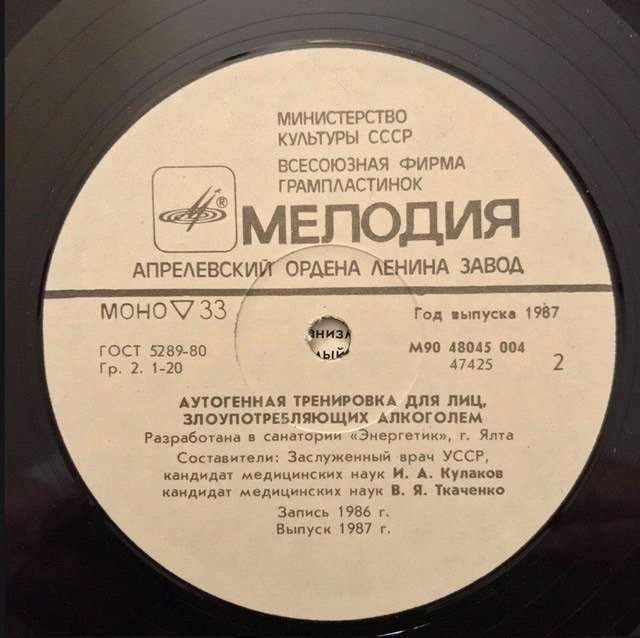 МИНИСТЕРСТВО
КУЛЬТУРЫ СССР
ВСЕСОЮЗНАЯ ФИРМА
ГРАМПЛАСТИНОК
®
МЕЛОДИЯ
АПРЕЛЕВСКИЙ ОРДЕНА ЛЕНИНА ЗАВОД
МОНО ▽ 33
Год выпуска 1987
ГОСТ 5289-80
Гр. 2. 1-20
М90 48045 004
47425
2
АУТОГЕННАЯ ТРЕНИРОВКА ДЛЯ ЛИЦ,
ЗЛОУПОТРЕБЛЯЮЩИХ АЛКОГОЛЕМ
Разработана в санатории «Энергетик», г. Ялта
Составители: Заслуженный врач УССР,
кандидат медицинских наук И. А. Кулаков
кандидат медицинских наук В. Я. Ткаченко
Запись 1986 г.
Выпуск 1987 г.